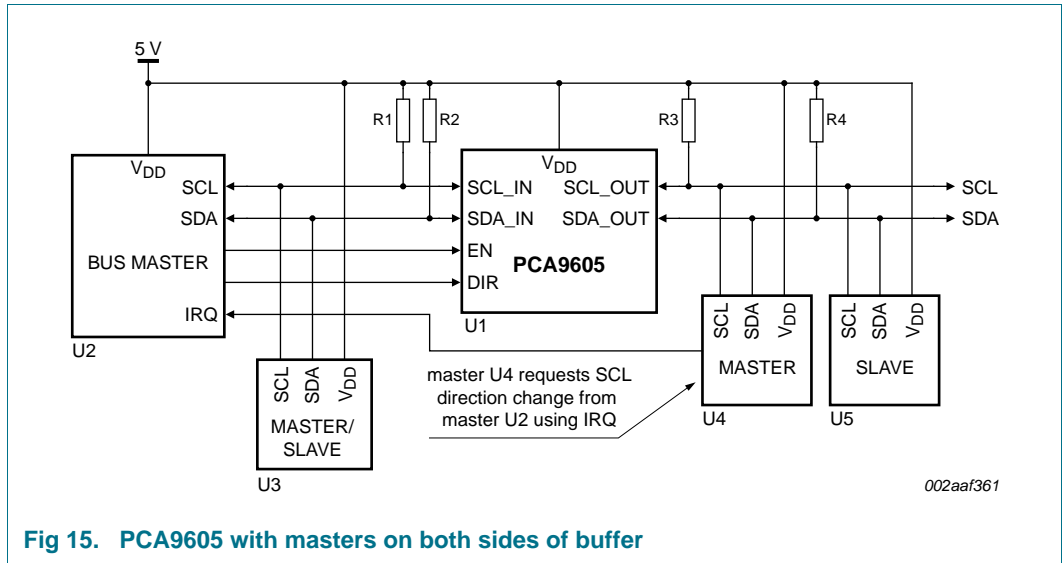 5 V
R1
R2
R3
R4
VDD
SCL
SDA
BUS MASTER
IRQ
U2
VDD
SCL_IN
SCL_OUT
SDA_IN
SDA_OUT
EN
PCA9605
DIR
U1
SCL
SDA
SCL
SDA
VDD
MASTER/
SLAVE
U3
master U4 requests SCL
direction change from
master U2 using IRQ
SCL
SDA
VDD
MASTER
U4
SCL
SDA
VDD
SLAVE
U5
002aaf361
Fig 15. PCA9605 with masters on both sides of buffer